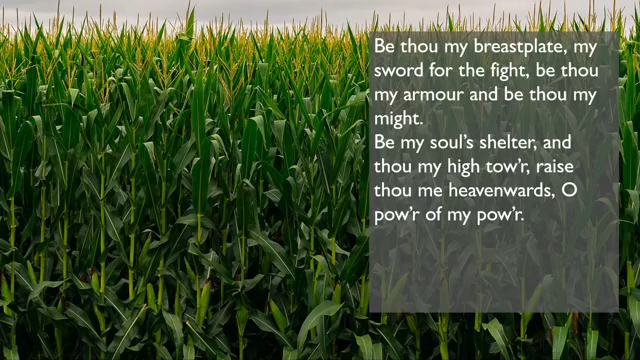 Be thou my breastplate, my
sword for the fight, be thou
my armour and be thou my
might.
Be my soul’s shelter, and
thou my high tow’r, raise
thou me heavenwards, O
pow’r of my pow’r.